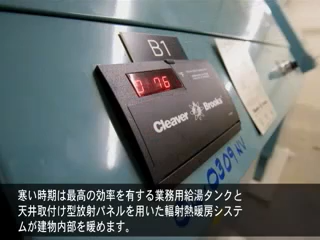 B1
0 76
Cleaver Brooks
0309 NV
寒い時期は最高の効率を有する業務用給湯タンクと
天井取付け型放射パネルを用いた輻射熱暖房システ
ムが建物内部を暖めます。